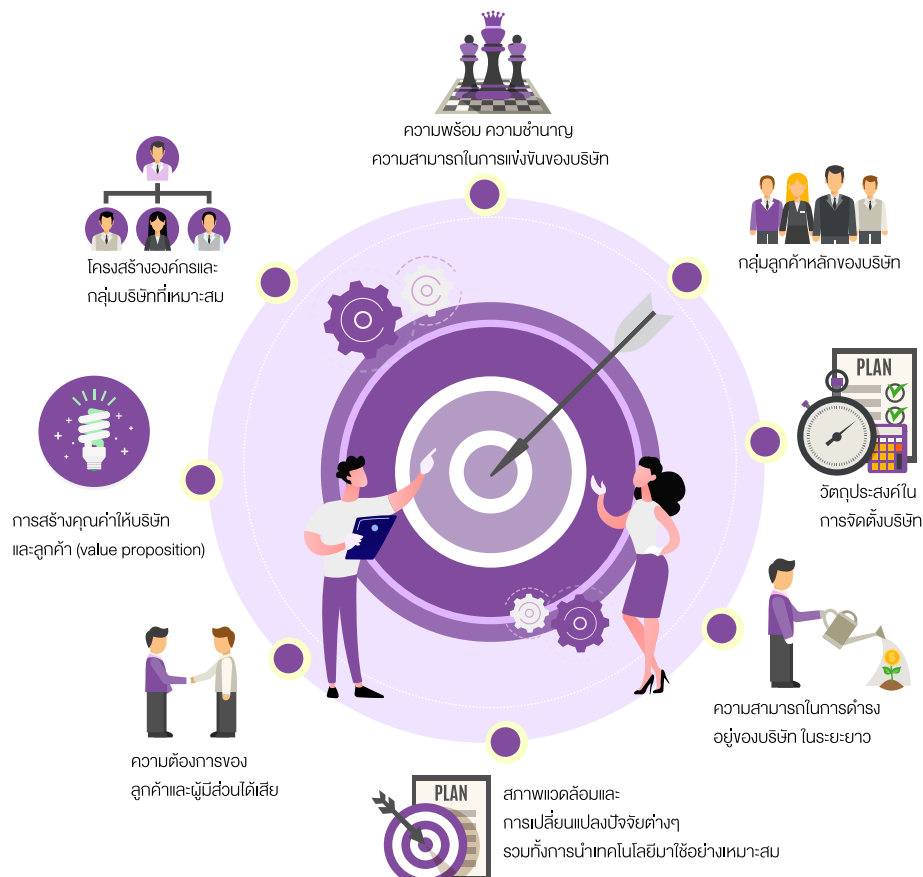 ความพร้อม ความชำนาญ
ความสามารถในการแข่งขันของบริษัท
กลุ่มลูกค้าหลักของบริษัท
PLAN
วัตถุประสงค์ใน
การจัดตั้งบริษัท
ความสามารถในการดำรง
อยู่ของบริษัท ในระยะยาว
PLAN
สภาพแวดล้อมและ
การเปลี่ยนแปลงปัจจัยต่างๆ
รวมทั้งการนำเทคโนโลยีมาใช้อย่างเหมาะสม
ความต้องการของ
ลูกค้าและผู้มีส่วนได้เสีย
การสร้างคุณค่าให้บริษัท
และลูกค้า (value proposition)
โครงสร้างองค์กรและ
กลุ่มบริษัทที่เหมาะสม